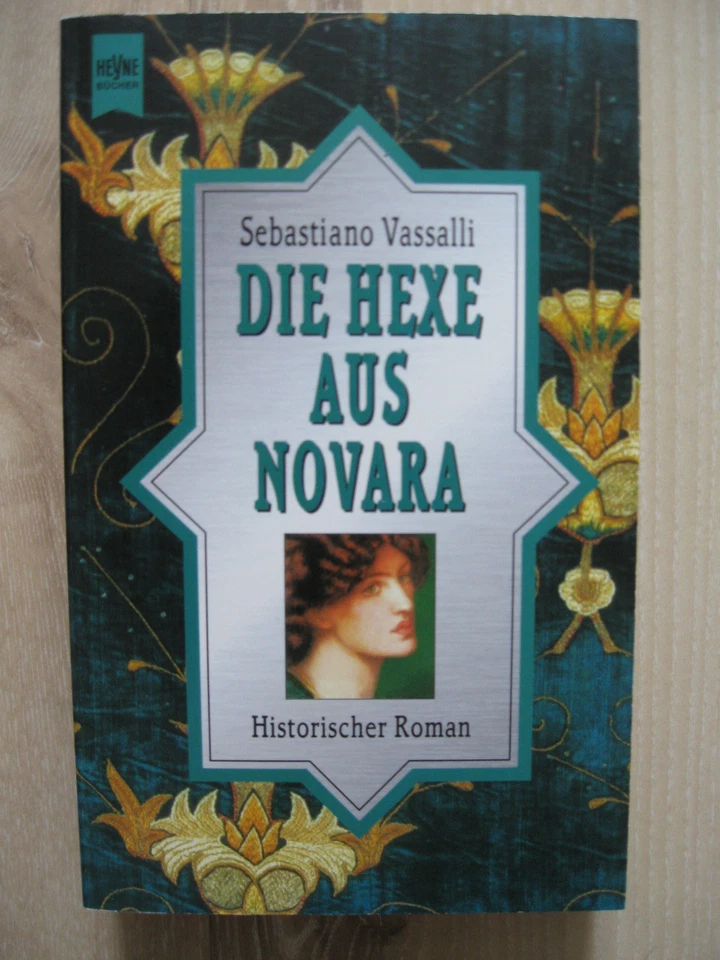 HEYNE
BÜCHER
Sebastiano Vassalli
DIE HEXE
AUS
NOVARA
Historischer Roman